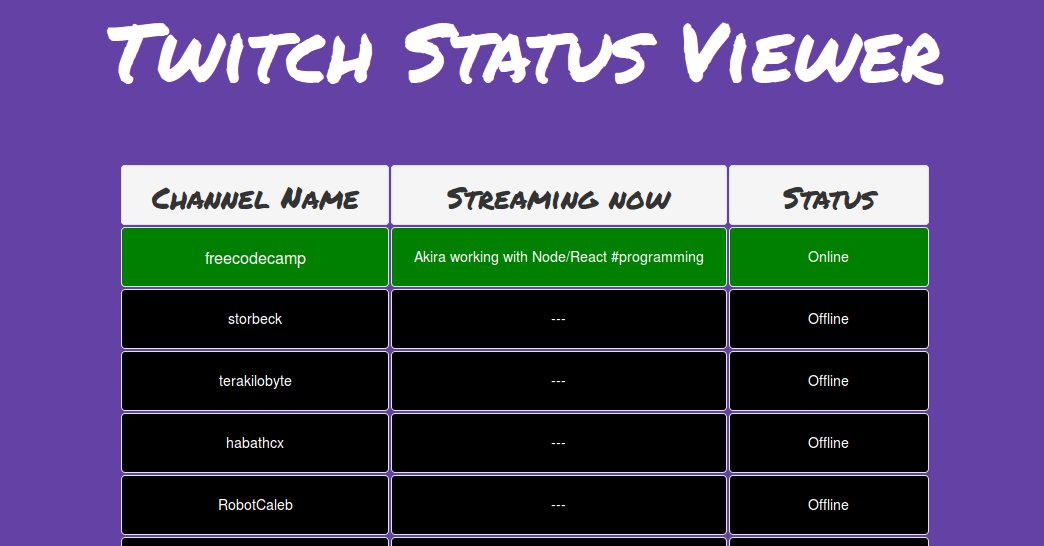 Twitch Status Viewer
Channel Name Streaming now Status
freecodecamp Akira working with Node/React #programming Online
storbeck --- Offline
terakilobyte --- Offline
habathcx --- Offline
RobotCaleb --- Offline